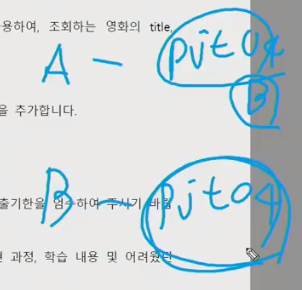 용하여, 조회하는 영화의 title,
A - pjt04
B
을 추가합니다.
출기한을 엄수하여 주시기 바랍
B - pjt04
현 과정, 학습 내용 및 어려웠던